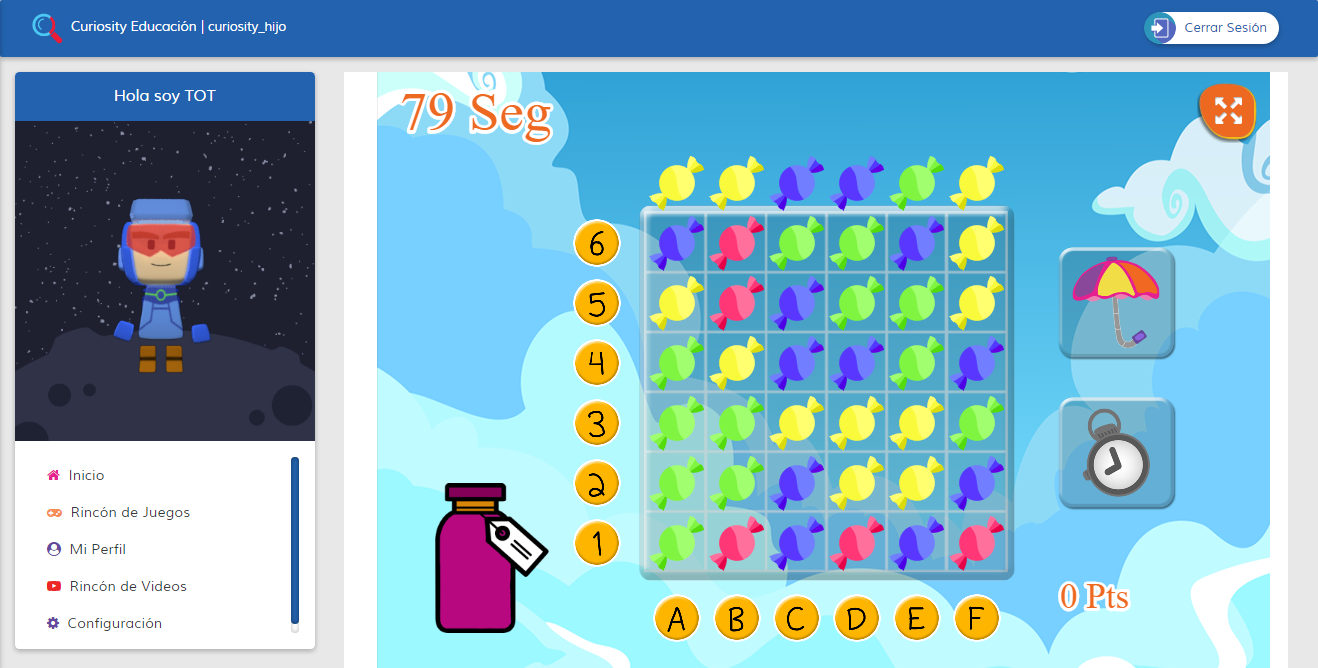 Curiosity Educación | curiosity_hijo
Cerrar Sesión
Hola soy TOT
Inicio
Rincón de Juegos
Mi Perfil
Rincón de Videos
Configuración
79 Seg
6
5
4
3
2
1
A B C D E F
0 Pts